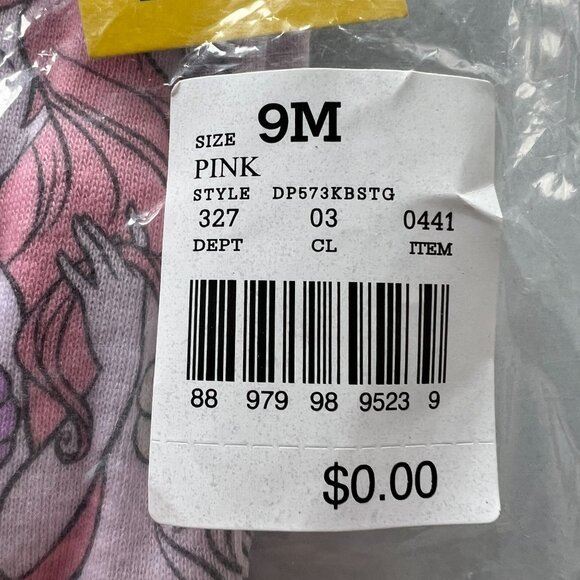 SIZE 9M
PINK
STYLE DP573KBSTG
327 03 0441
DEPT CL ITEM
88 979 98 9523 9
$0.00